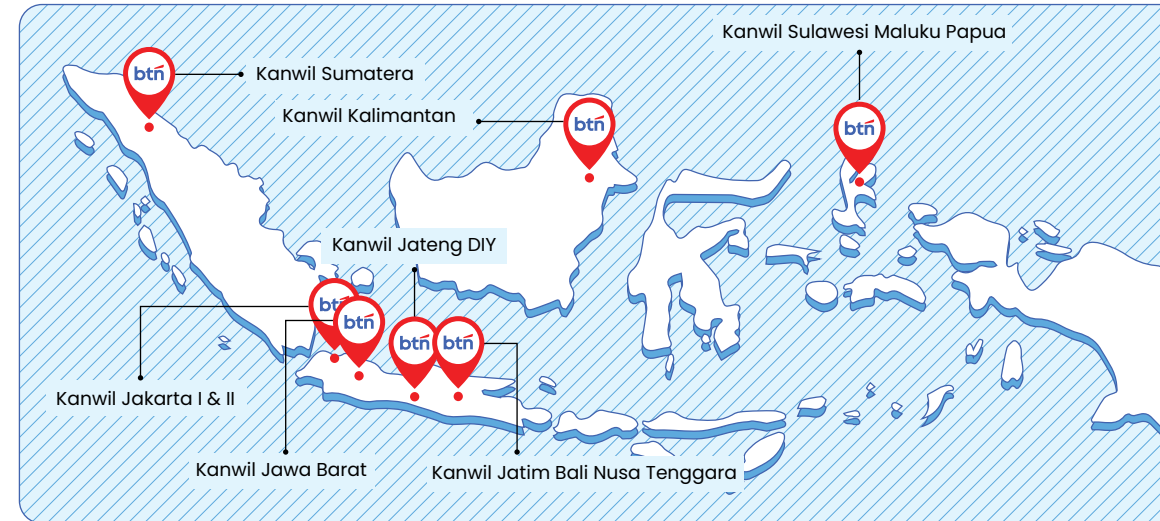 Kanwil Sulawesi Maluku Papua
btn
Kanwil Sumatera
btn
Kanwil Kalimantan
btn
btn
Kanwil Jateng DIY
btn
btn
btn
btn
Kanwil Jakarta I & II
Kanwil Jawa Barat
Kanwil Jatim Bali Nusa Tenggara